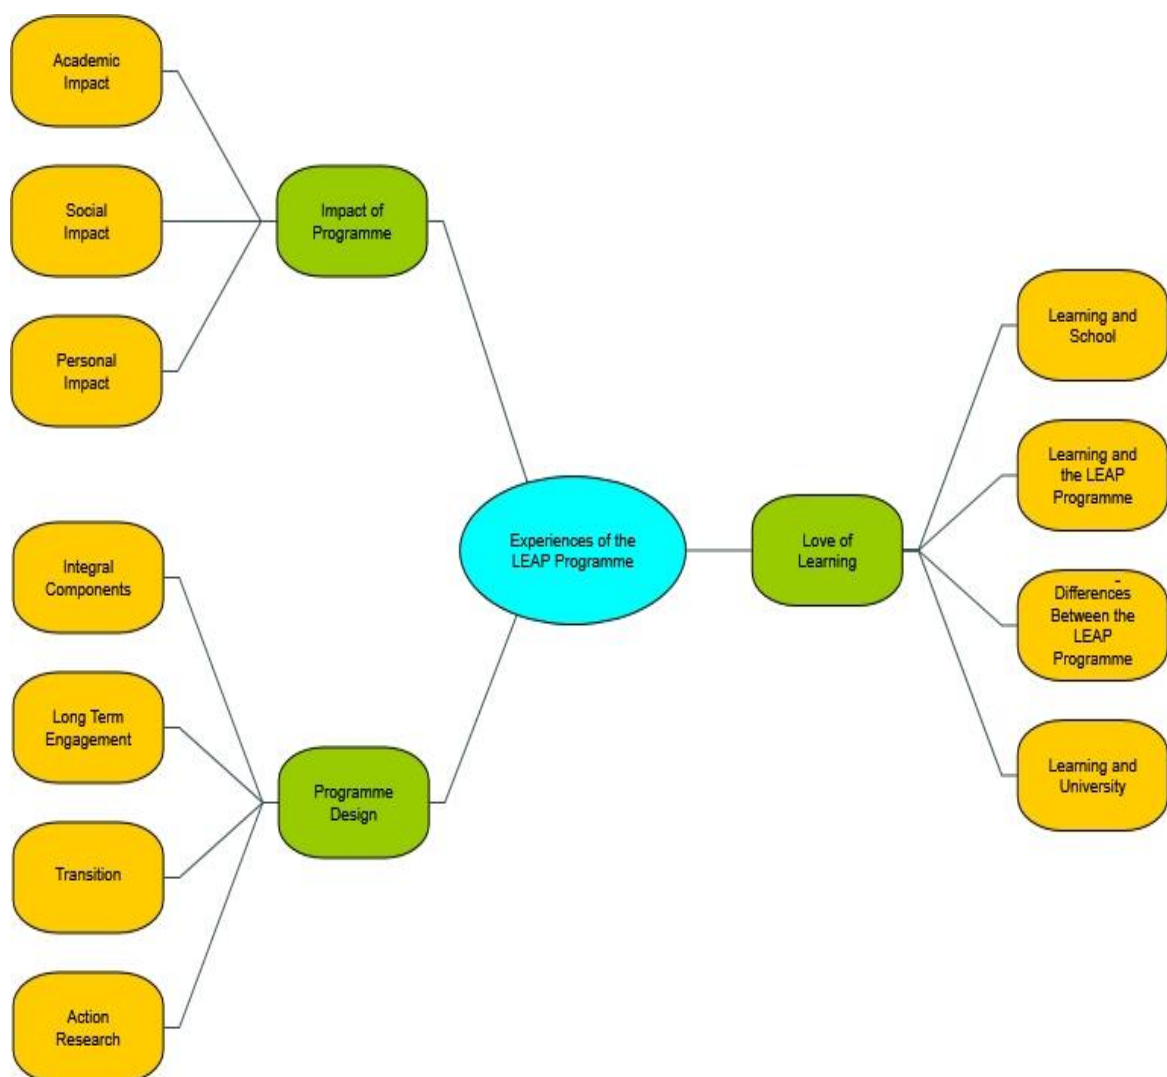 Academic
Impact
Social
Impact
Personal
Impact
Impact of
Programme
Integral
Components
Long Term
Engagement
Transition
Action
Research
Programme
Design
Experiences of the
LEAP Programme
Love of
Learning
Learning and
School
Learning and
the LEAP
Programme
Differences
Between the
LEAP
Programme
Learning and
University